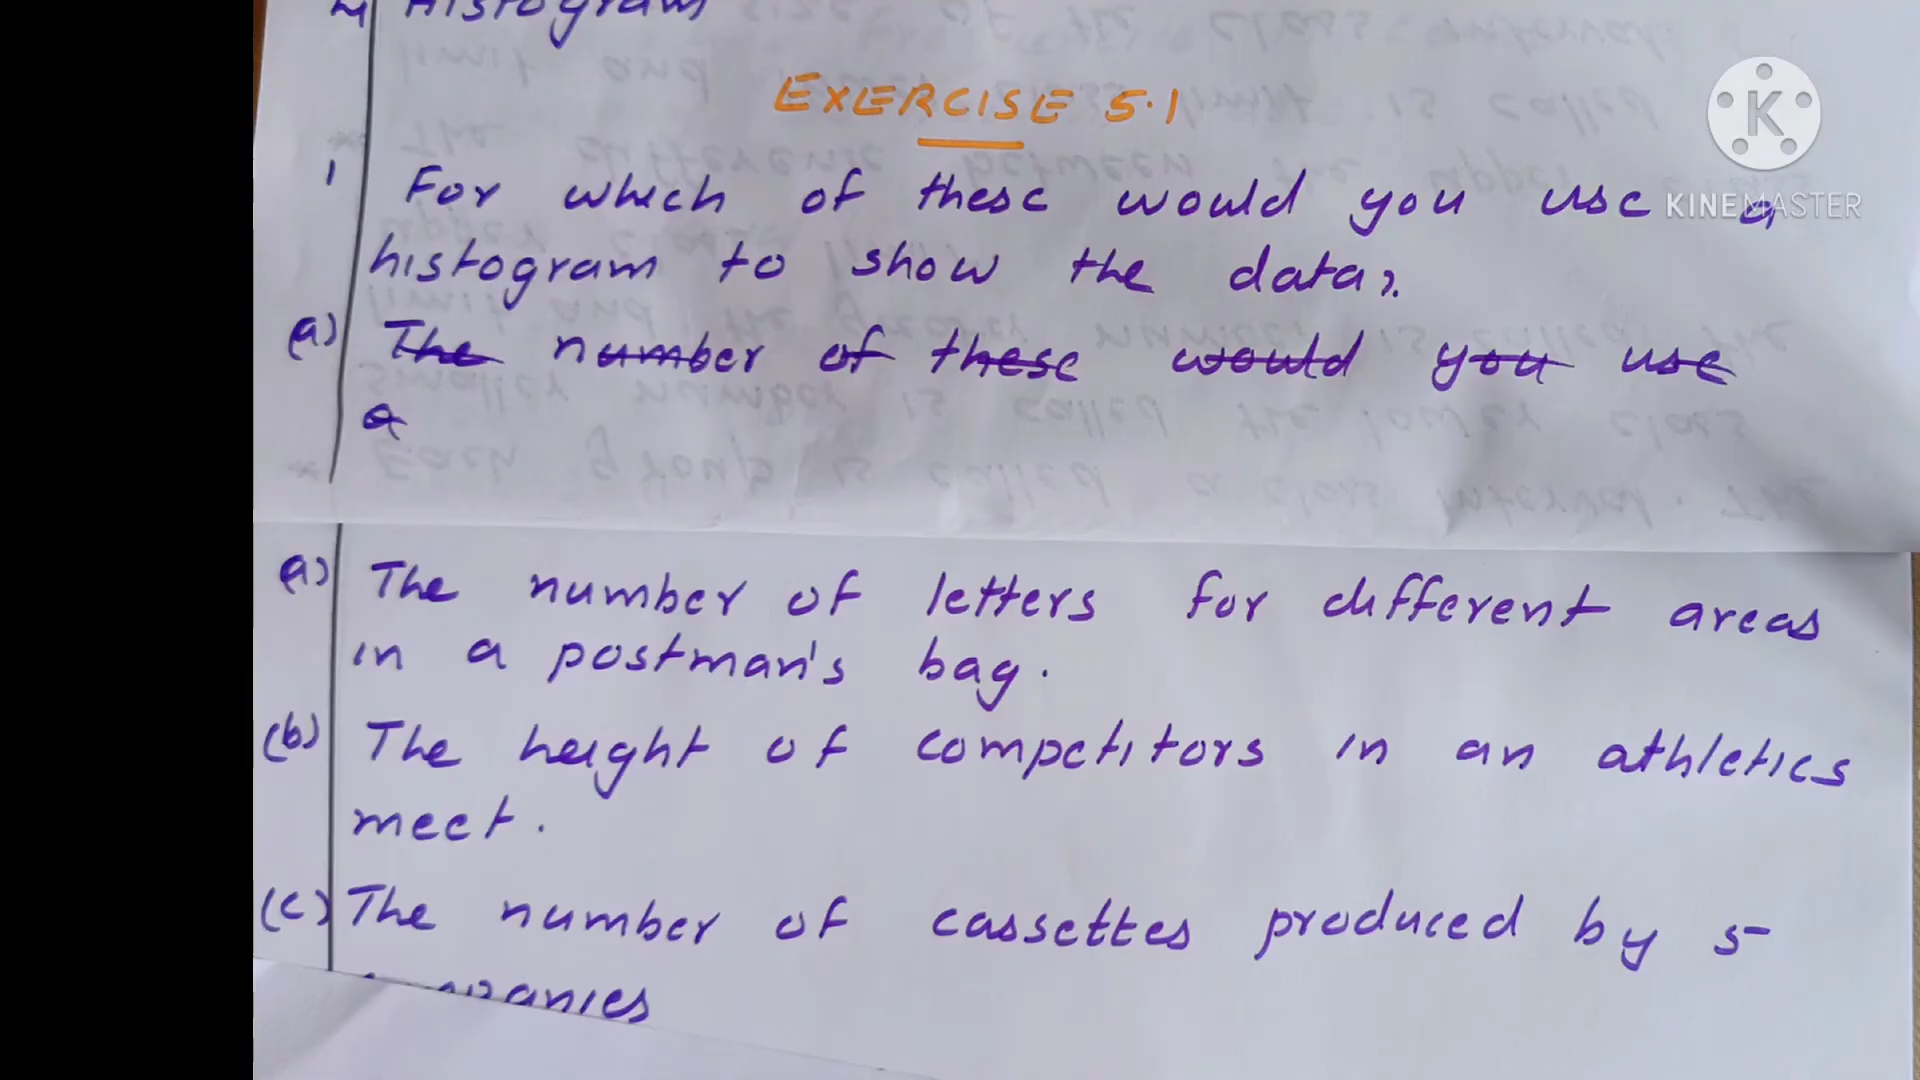 Histogram
EXERCISE 5.1
1 For which of these would you use a
histogram to show the data?
(a) The number of these would you use
a
(a) The number of letters for different areas
in a postman's bag.
(b) The height of competitors in an athletics
meet.
(c) The number of cassettes produced by 5
companies
K
KINEMASTER